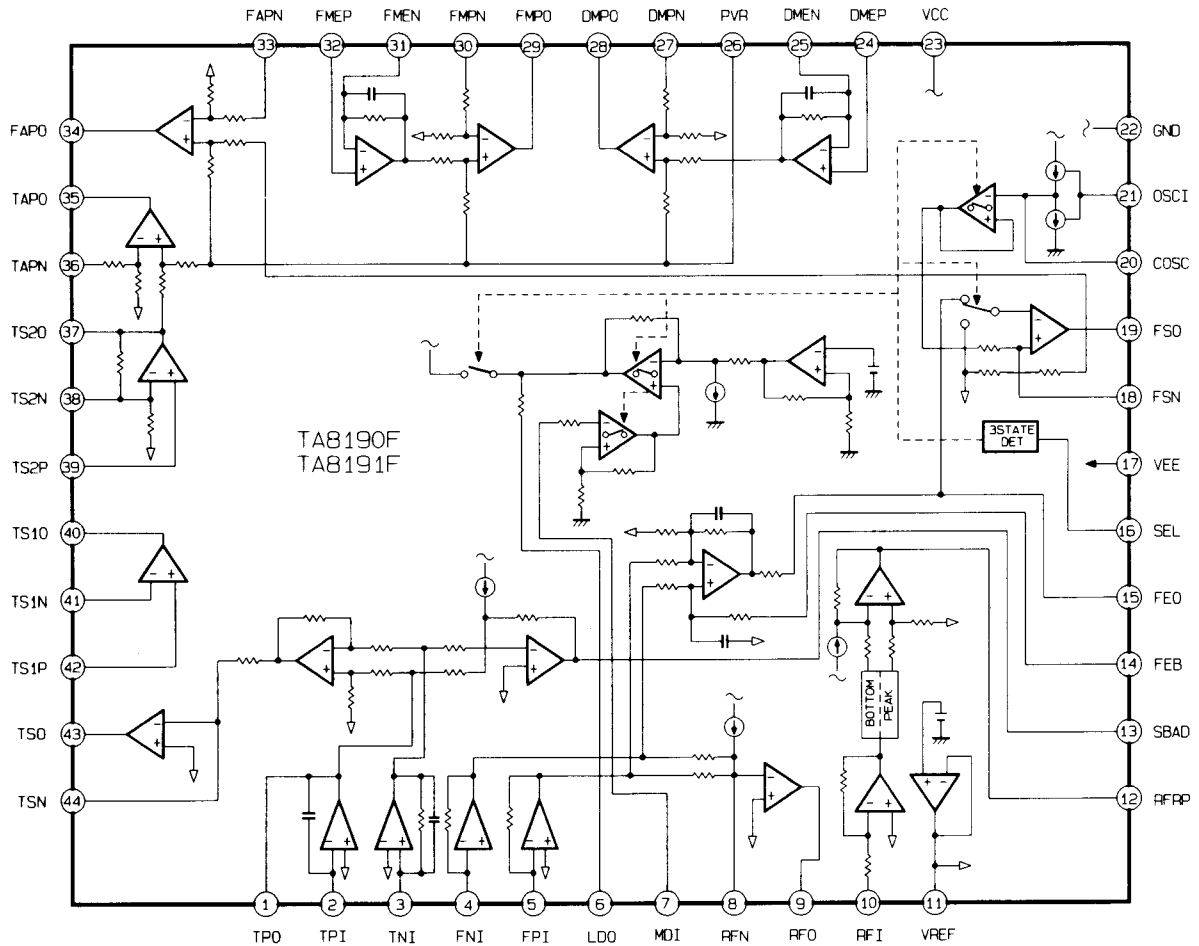 FAPN FMEP FMEN FMPN FMPO DMPO DMPN PVR DMEN DMEP VCC
33 32 31 30 29 28 27 26 25 24 23
FAPO 34
22 GND
TAPO 35
21 OSCI
TAPN 36
20 COSC
TS2O 37
19 FSO
TS2N 38
18 FSN
TA8190F
TA8191F
3STATE
DET
TS2P 39
17 VEE
TS1O 40
16 SEL
TS1N 41
15 FEO
TS1P 42
14 FEB
BOTTOM
PEAK
TSO 43
13 SBAD
TSN 44
12 RFRP
1 2 3 4 5 6 7 8 9 10 11
TPO TPI TNI FNI FPI LDO MDI RFN RFO RFI VREF